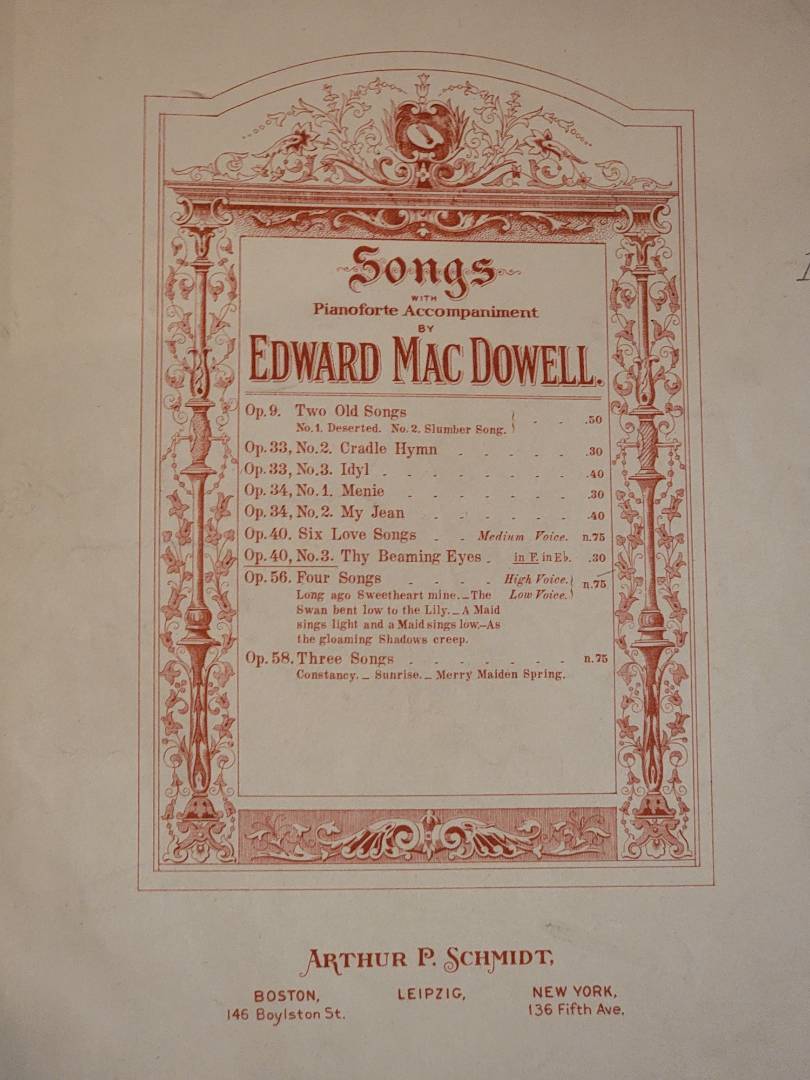 Songs
WITH
Pianoforte Accompaniment
BY
EDWARD MAC DOWELL.
Op. 9. Two Old Songs - - .50
No. 1. Deserted. No. 2. Slumber Song.
Op. 33, No. 2. Cradle Hymn - - - - - .30
Op. 33, No. 3. Idyl - - - - - - - .40
Op. 34, No. 1. Menie - - - - - - .30
Op. 34, No. 2. My Jean - - - - - .40
Op. 40. Six Love Songs - - Medium Voice. n.75
Op. 40, No. 3. Thy Beaming Eyes - in F. in E♭. .30
Op. 56. Four Songs - - - - High Voice. n.75
Long ago Sweetheart mine. _ The Low Voice.
Swan bent low to the Lily. _ A Maid
sings light and a Maid sings low. _ As
the gloaming Shadows creep.
Op. 58. Three Songs - - - - - - - n.75
Constancy. _ Sunrise. _ Merry Maiden Spring.
ARTHUR P. SCHMIDT,
BOSTON, LEIPZIG, NEW YORK,
146 Boylston St. 136 Fifth Ave.